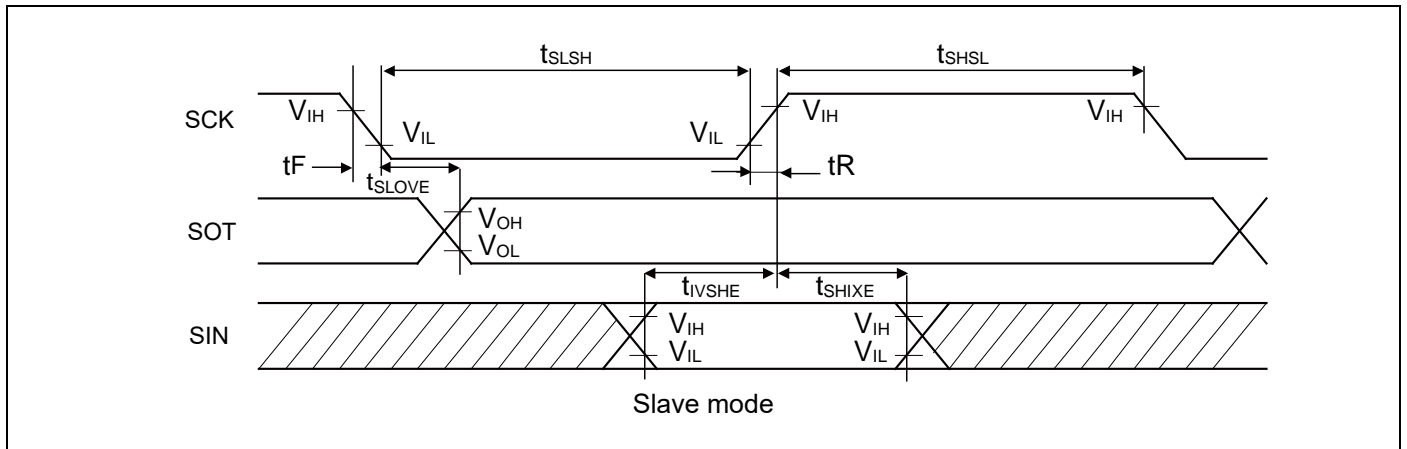 tSLSH tSHSL
SCK VIH VIL VIL VIH VIH
tF tSLOVE tR
SOT VOH
VOL
tIVSHE tSHIXE
SIN VIH VIH
VIL VIL
Slave mode